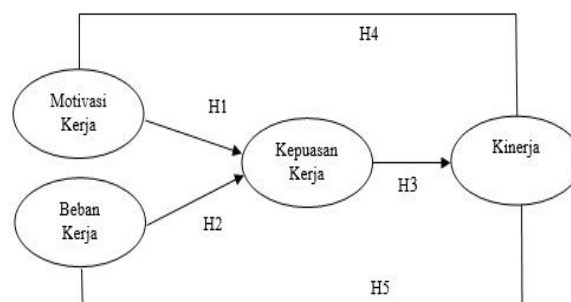 H4
Motivasi
Kerja
H1
Kepuasan
Kerja
Kinerja
H3
Beban
Kerja
H2
H5